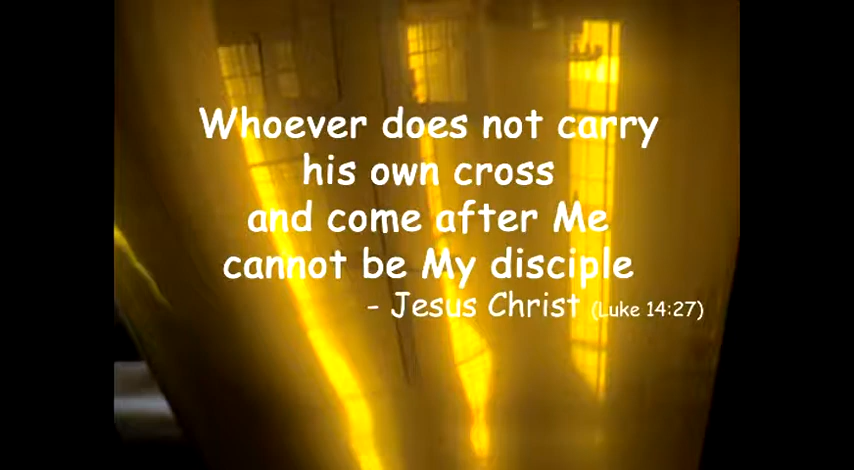 Whoever does not carry
his own cross
and come after Me
cannot be My disciple
- Jesus Christ (Luke 14:27)